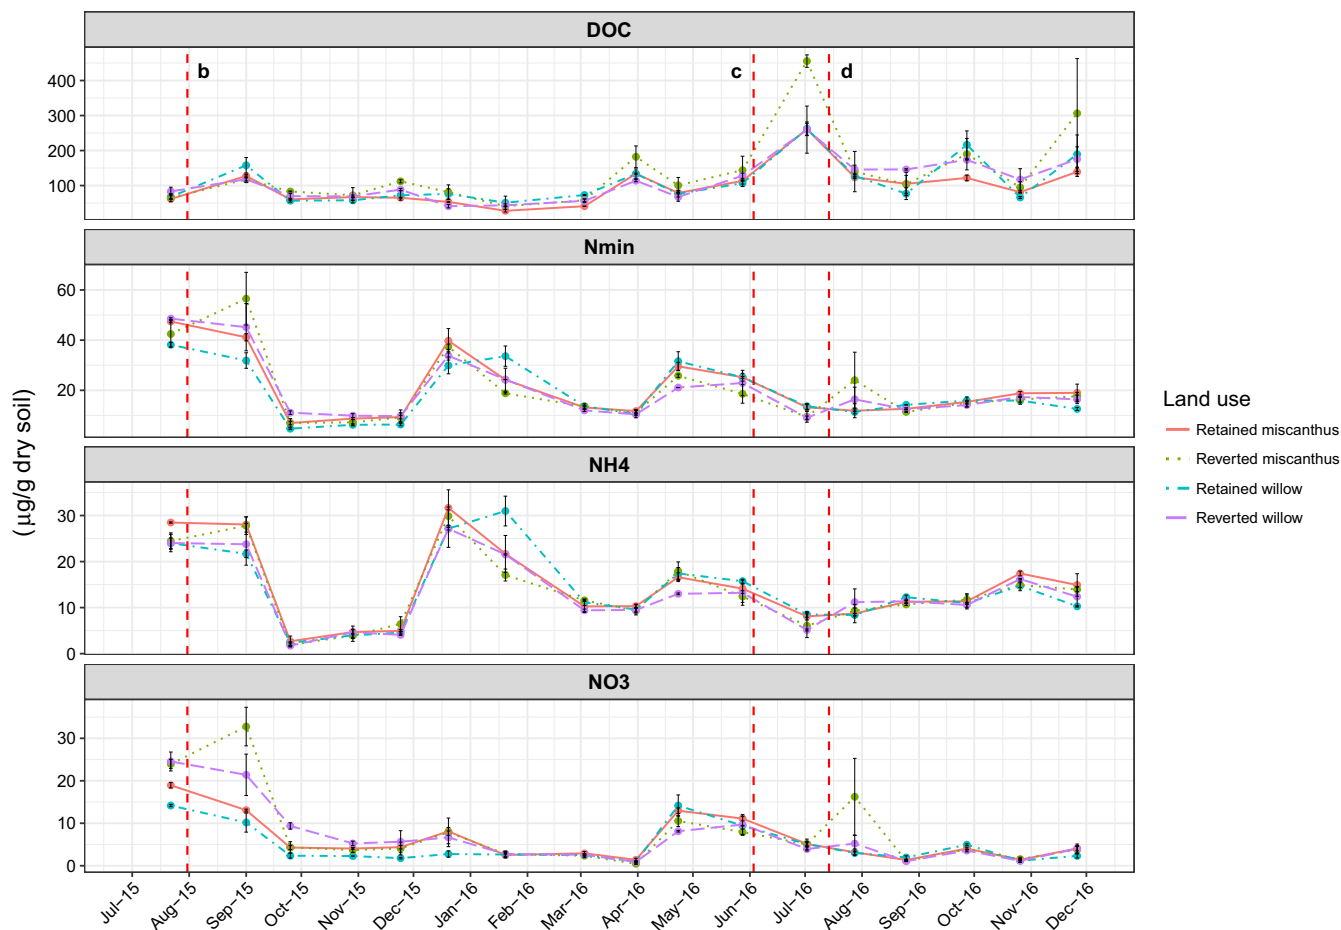 DOC
b
c
d
400
300
200
100
Nmin
60
40
20
NH4
30
20
10
0
NO3
30
20
10
0
(µg/g dry soil)
Jul−15
Aug−15
Sep−15
Oct−15
Nov−15
Dec−15
Jan−16
Feb−16
Mar−16
Apr−16
May−16
Jun−16
Jul−16
Aug−16
Sep−16
Oct−16
Nov−16
Dec−16
Land use
Retained miscanthus
Reverted miscanthus
Retained willow
Reverted willow